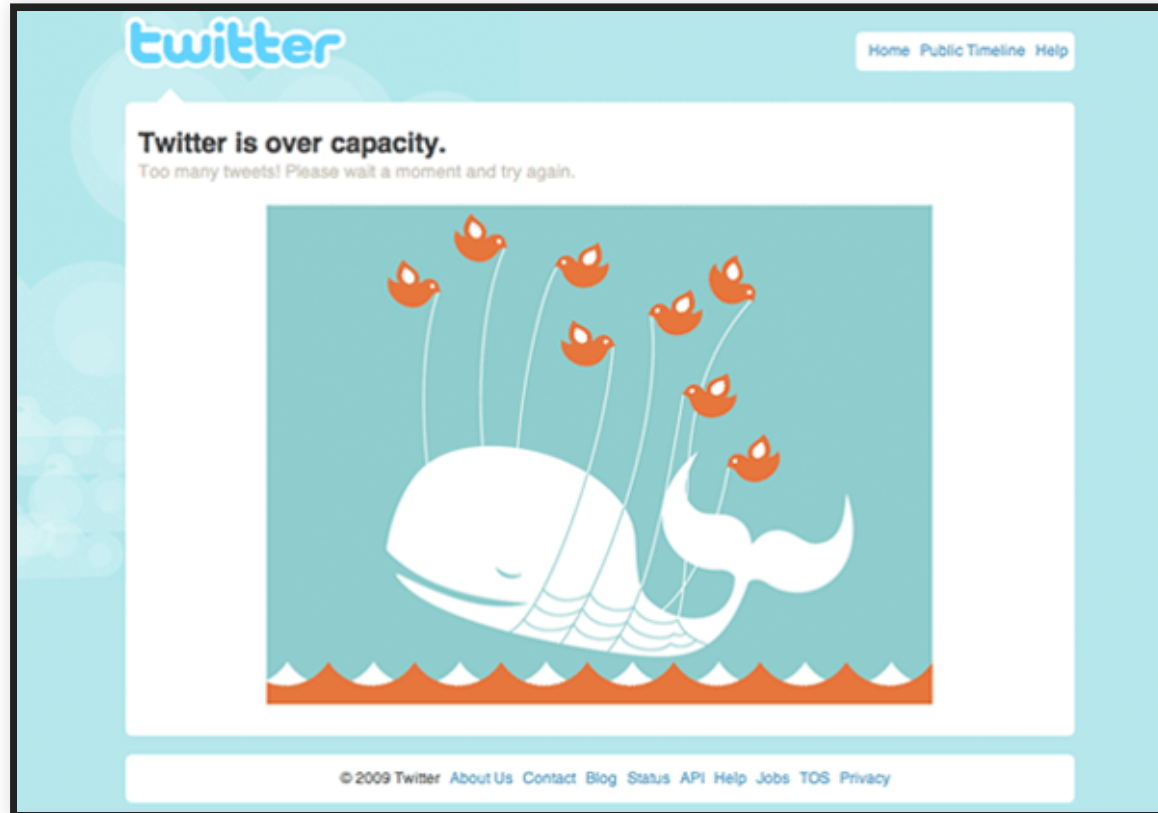 twitter
Home Public Timeline Help
Twitter is over capacity.
Too many tweets! Please wait a moment and try again.
© 2009 Twitter About Us Contact Blog Status API Help Jobs TOS Privacy